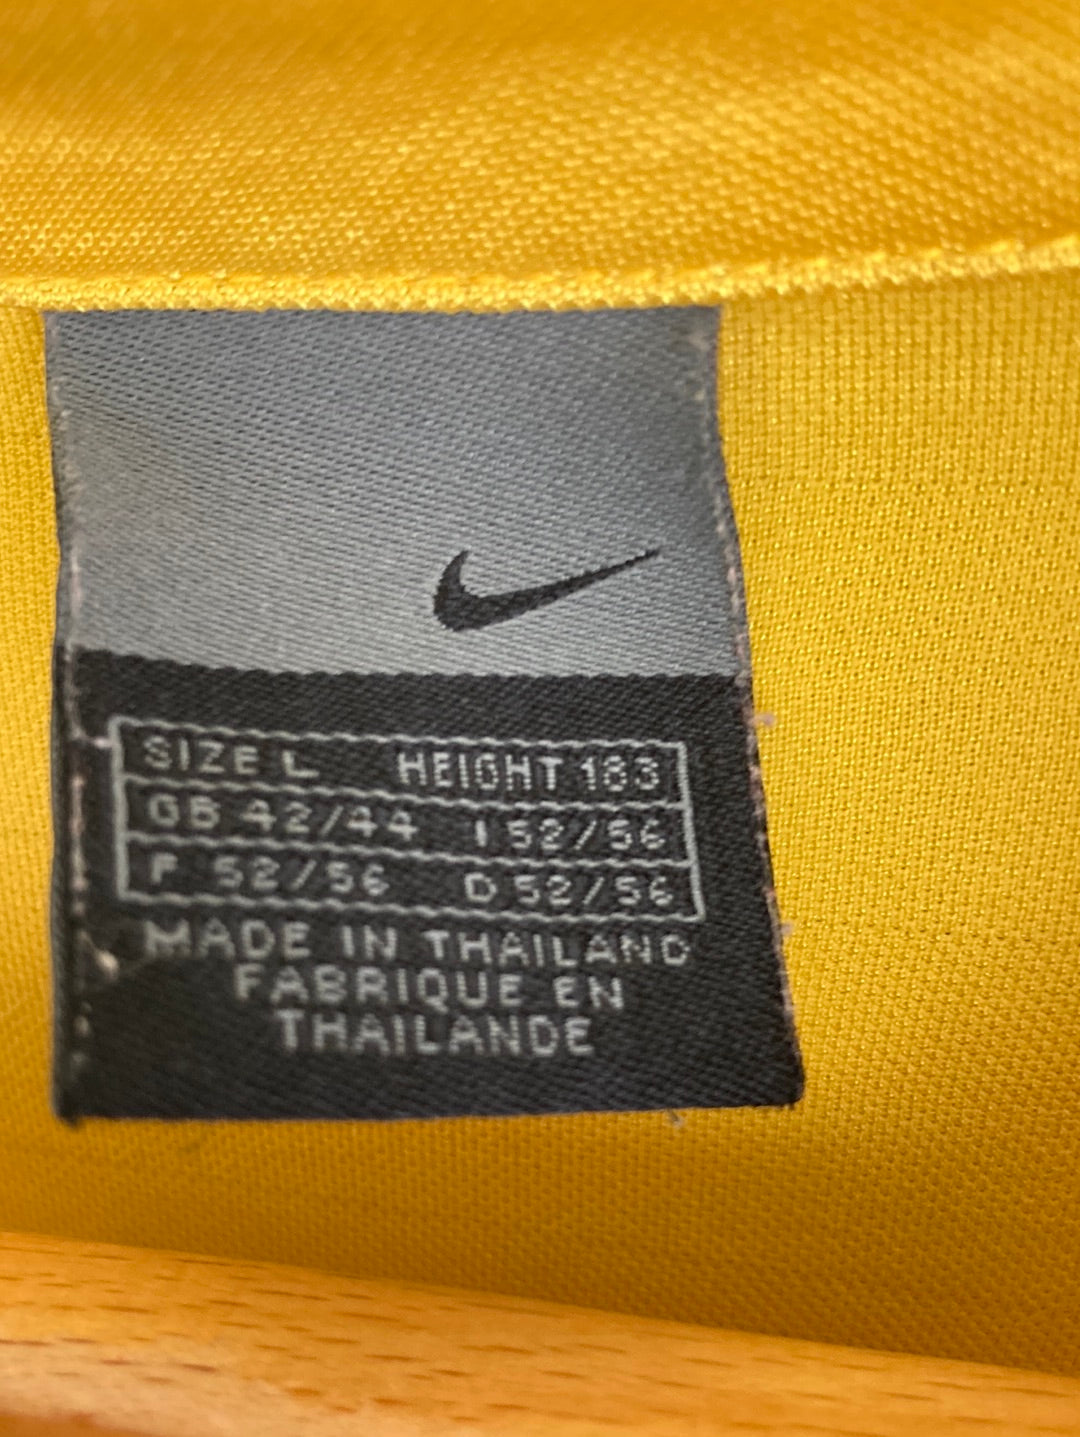 SIZE L HEIGHT 183
GB 42/44 I 52/56
F 52/56 D 52/56
MADE IN THAILAND
FABRIQUE EN
THAILANDE